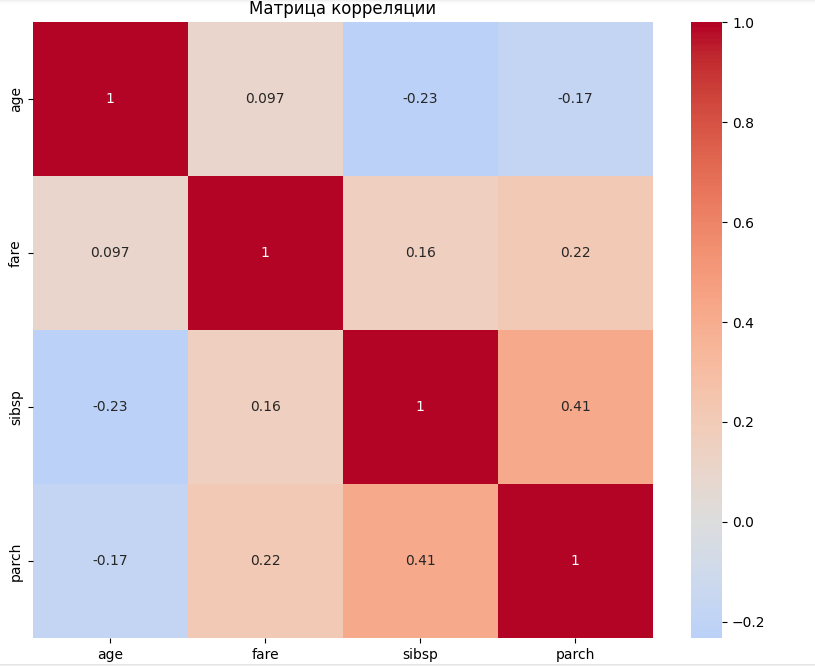 Матрица корреляции
age 1 0.097 -0.23 -0.17
fare 0.097 1 0.16 0.22
sibsp -0.23 0.16 1 0.41
parch -0.17 0.22 0.41 1
age fare sibsp parch
1.0
0.8
0.6
0.4
0.2
0.0
−0.2